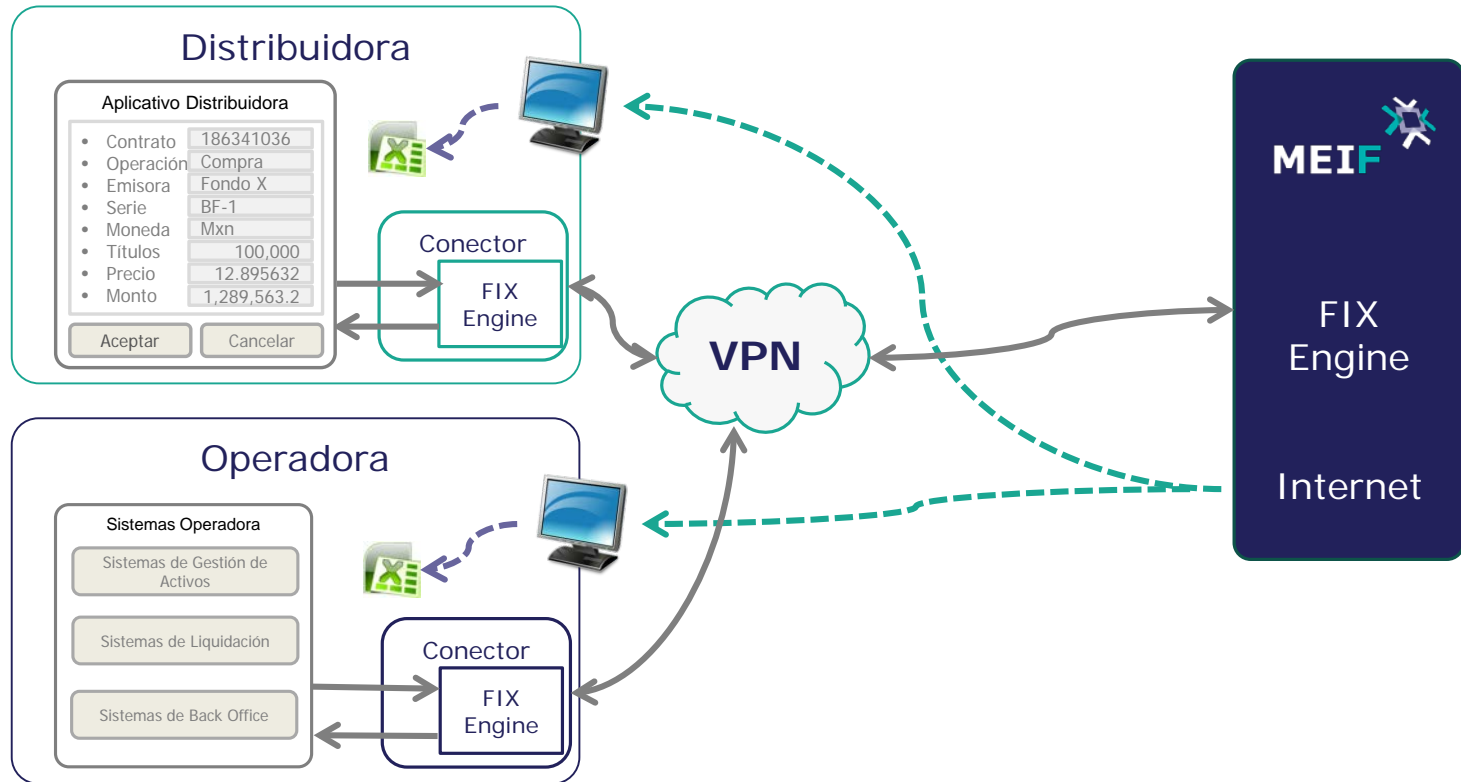 Distribuidora
Aplicativo Distribuidora
• Contrato 186341036
• Operación Compra
• Emisora Fondo X
• Serie BF-1
• Moneda Mxn
• Títulos 100,000
• Precio 12.895632
• Monto 1,289,563.2
Aceptar Cancelar
Conector
FIX
Engine
VPN
MEIF
FIX
Engine
Internet
Operadora
Sistemas Operadora
Sistemas de Gestión de
Activos
Sistemas de Liquidación
Sistemas de Back Office
Conector
FIX
Engine